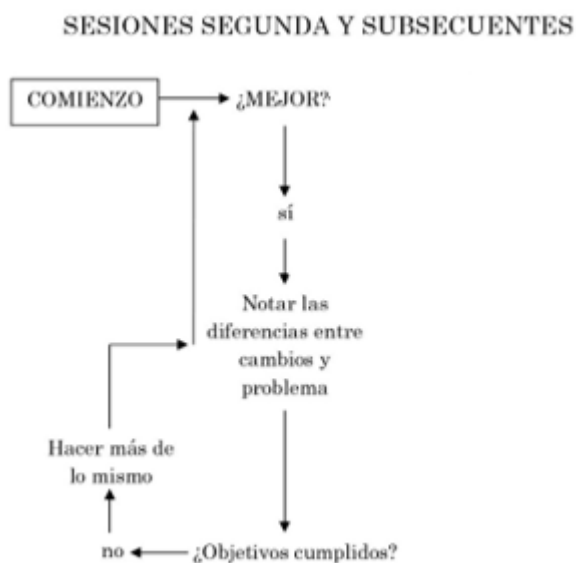 SESIONES SEGUNDA Y SUBSECUENTES
COMIENZO
¿MEJOR?
sí
Notar las
diferencias entre
cambios y
problema
Hacer más de
lo mismo
no
¿Objetivos cumplidos?